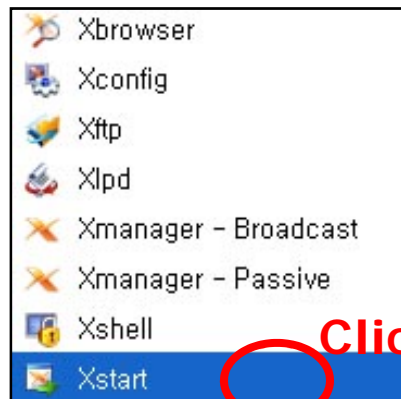 Xbrowser
Xconfig
Xftp
Xlpd
Xmanager – Broadcast
Xmanager – Passive
Xshell
Xstart